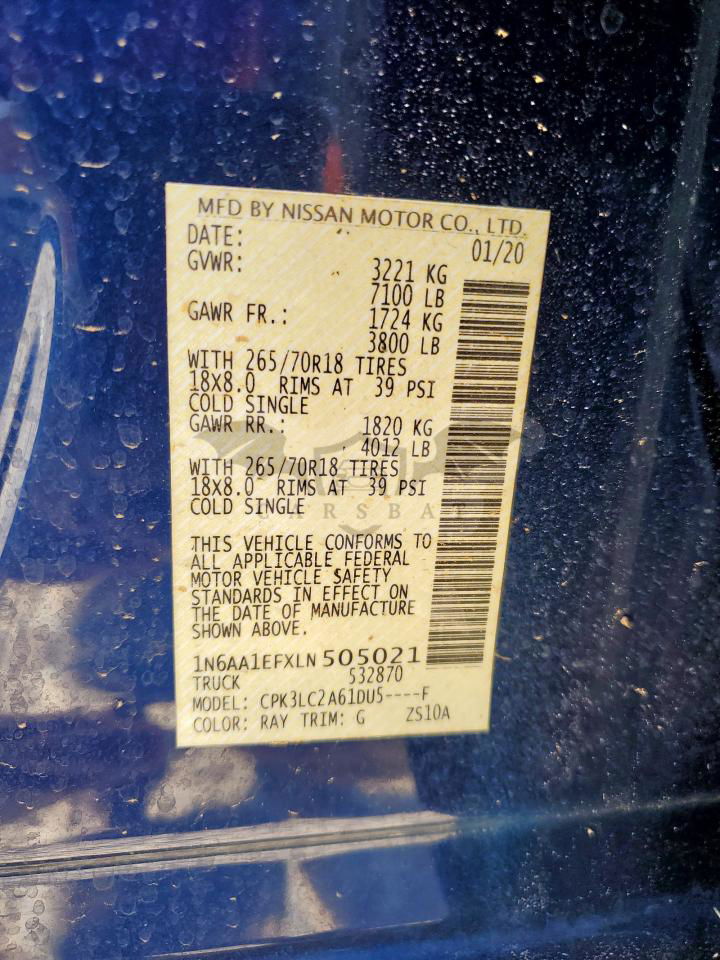 MFD BY NISSAN MOTOR CO., LTD.
DATE: 01/20
GVWR: 3221 KG
7100 LB
GAWR FR.: 1724 KG
3800 LB
WITH 265/70R18 TIRES
18X8.0 RIMS AT 39 PSI
COLD SINGLE
GAWR RR.: 1820 KG
4012 LB
WITH 265/70R18 TIRES
18X8.0 RIMS AT 39 PSI
COLD SINGLE
THIS VEHICLE CONFORMS TO
ALL APPLICABLE FEDERAL
MOTOR VEHICLE SAFETY
STANDARDS IN EFFECT ON
THE DATE OF MANUFACTURE
SHOWN ABOVE.
1N6AA1EFXLN 505021
TRUCK 532870
MODEL: CPK3LC2A61DU5----F
COLOR: RAY TRIM: G ZS10A